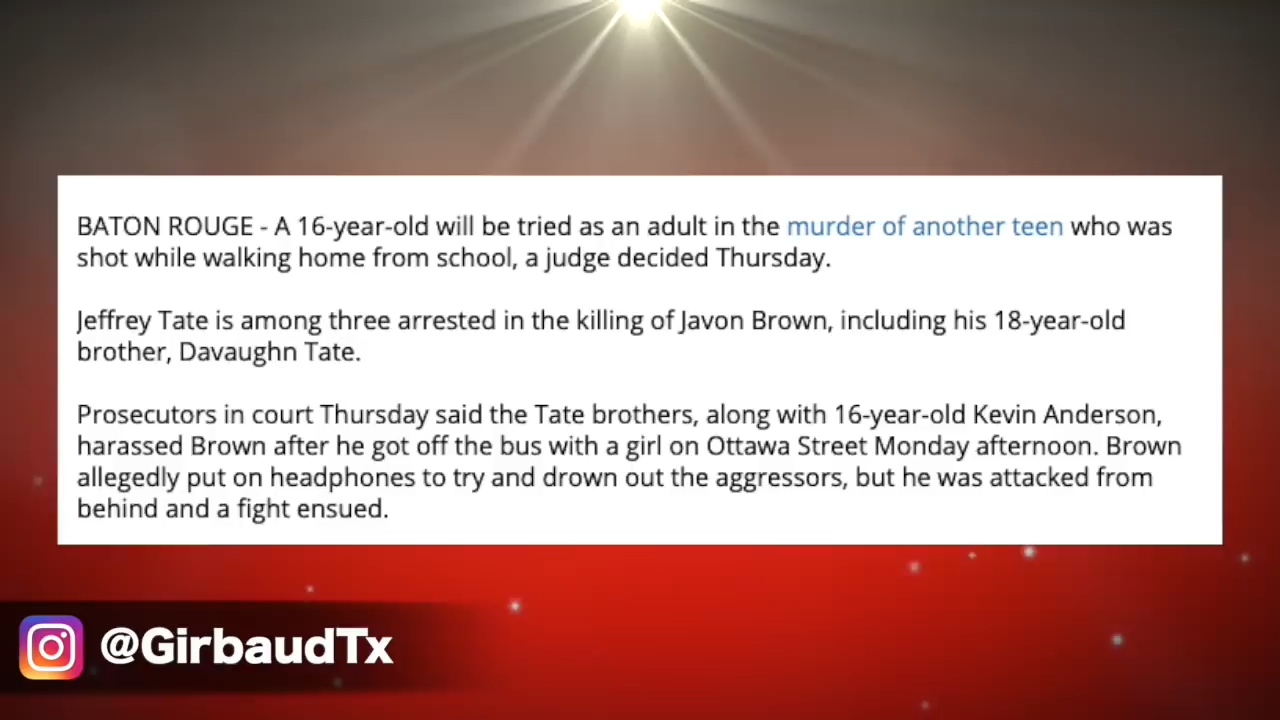 BATON ROUGE - A 16-year-old will be tried as an adult in the murder of another teen who was
shot while walking home from school, a judge decided Thursday.
Jeffrey Tate is among three arrested in the killing of Javon Brown, including his 18-year-old
brother, Davaughn Tate.
Prosecutors in court Thursday said the Tate brothers, along with 16-year-old Kevin Anderson,
harassed Brown after he got off the bus with a girl on Ottawa Street Monday afternoon. Brown
allegedly put on headphones to try and drown out the aggressors, but he was attacked from
behind and a fight ensued.
@GirbaudTx